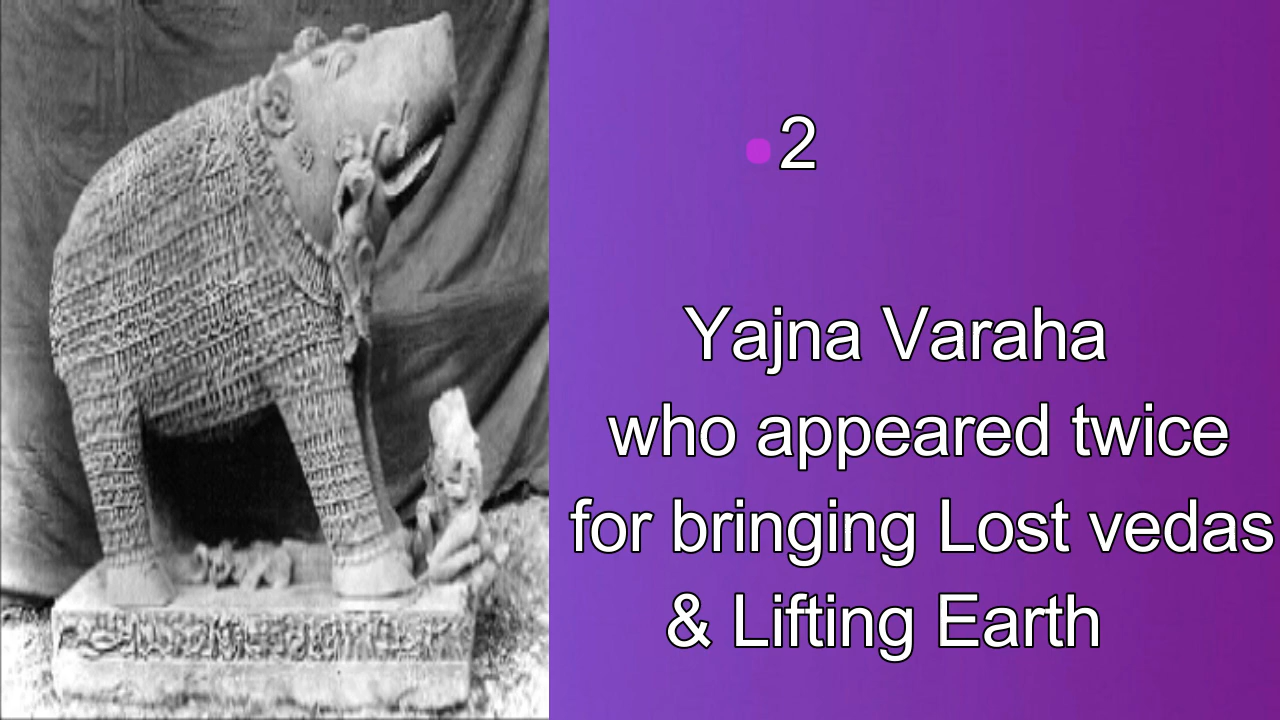 2
Yajna Varaha
who appeared twice
for bringing Lost vedas
& Lifting Earth